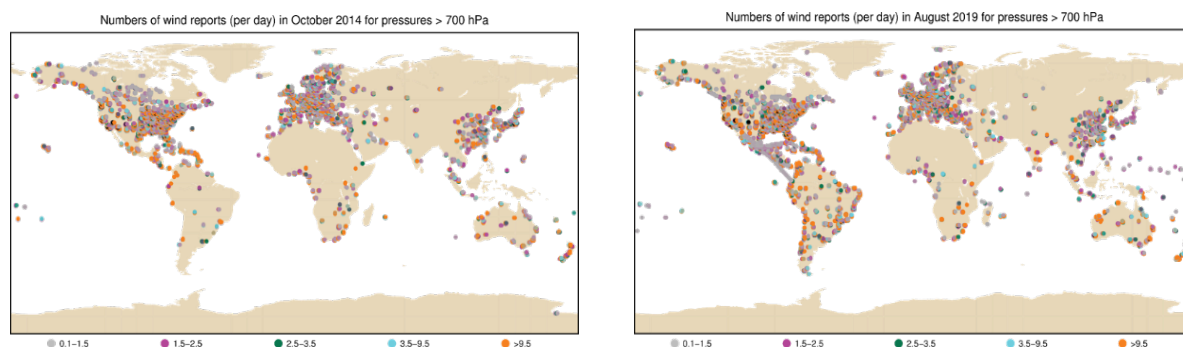 Numbers of wind reports (per day) in October 2014 for pressures > 700 hPa
0.1–1.5 1.5–2.5 2.5–3.5 3.5–9.5 >9.5
Numbers of wind reports (per day) in August 2019 for pressures > 700 hPa
0.1–1.5 1.5–2.5 2.5–3.5 3.5–9.5 >9.5